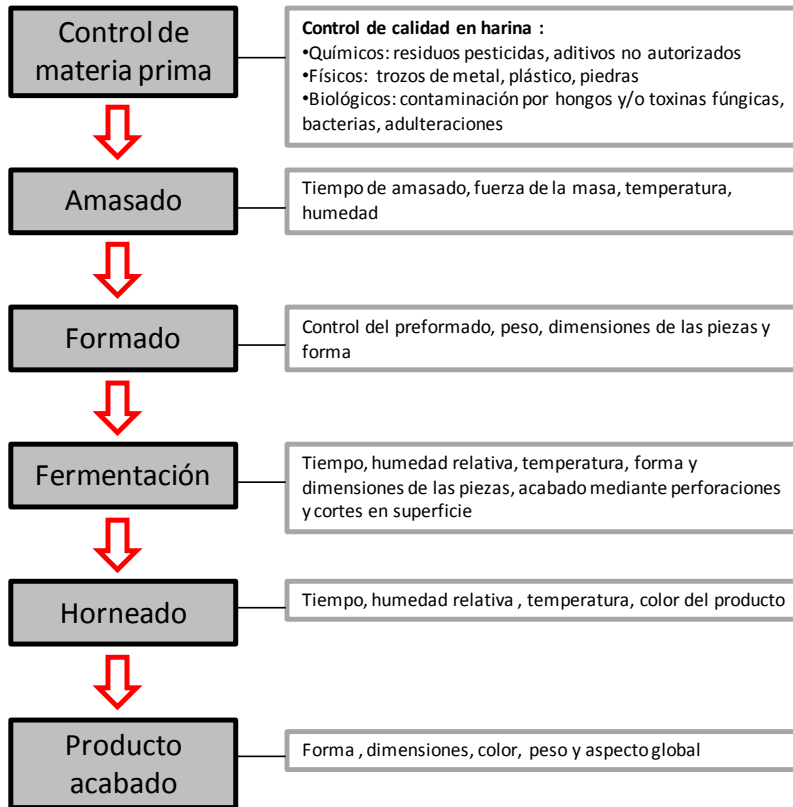 Control de
materia prima
Control de calidad en harina :
•Químicos: residuos pesticidas, aditivos no autorizados
•Físicos: trozos de metal, plástico, piedras
•Biológicos: contaminación por hongos y/o toxinas fúngicas,
bacterias, adulteraciones
Amasado
Tiempo de amasado, fuerza de la masa, temperatura,
humedad
Formado
Control del preformado, peso, dimensiones de las piezas y
forma
Fermentación
Tiempo, humedad relativa, temperatura, forma y
dimensiones de las piezas, acabado mediante perforaciones
y cortes en superficie
Horneado
Tiempo, humedad relativa , temperatura, color del producto
Producto
acabado
Forma , dimensiones, color, peso y aspecto global